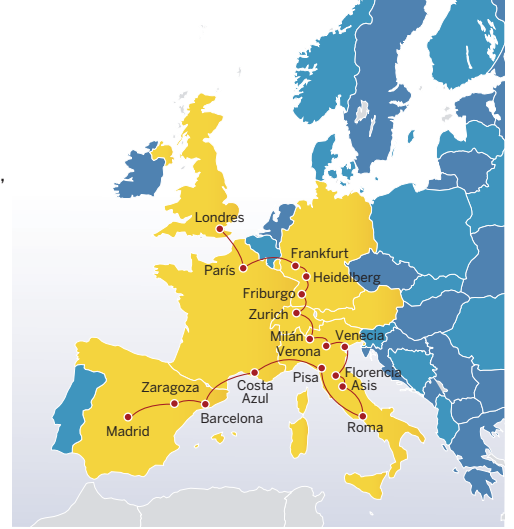 Londres
Frankfurt
París
Heidelberg
Friburgo
Zurich
Milán
Venecia
Verona
Pisa
Florencia
Asis
Zaragoza
Costa
Azul
Barcelona
Madrid
Roma